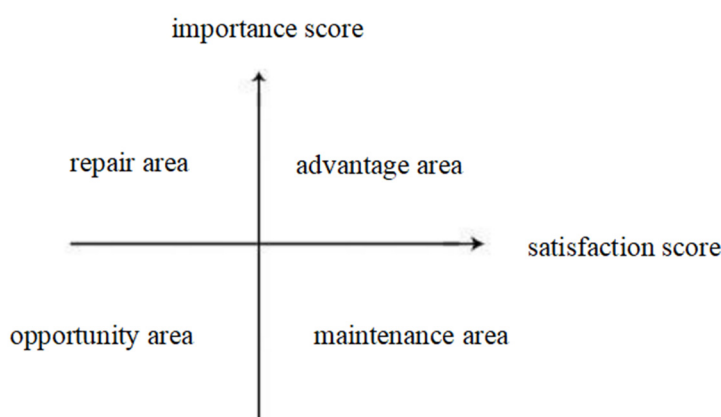 importance score
repair area
advantage area
satisfaction score
opportunity area
maintenance area